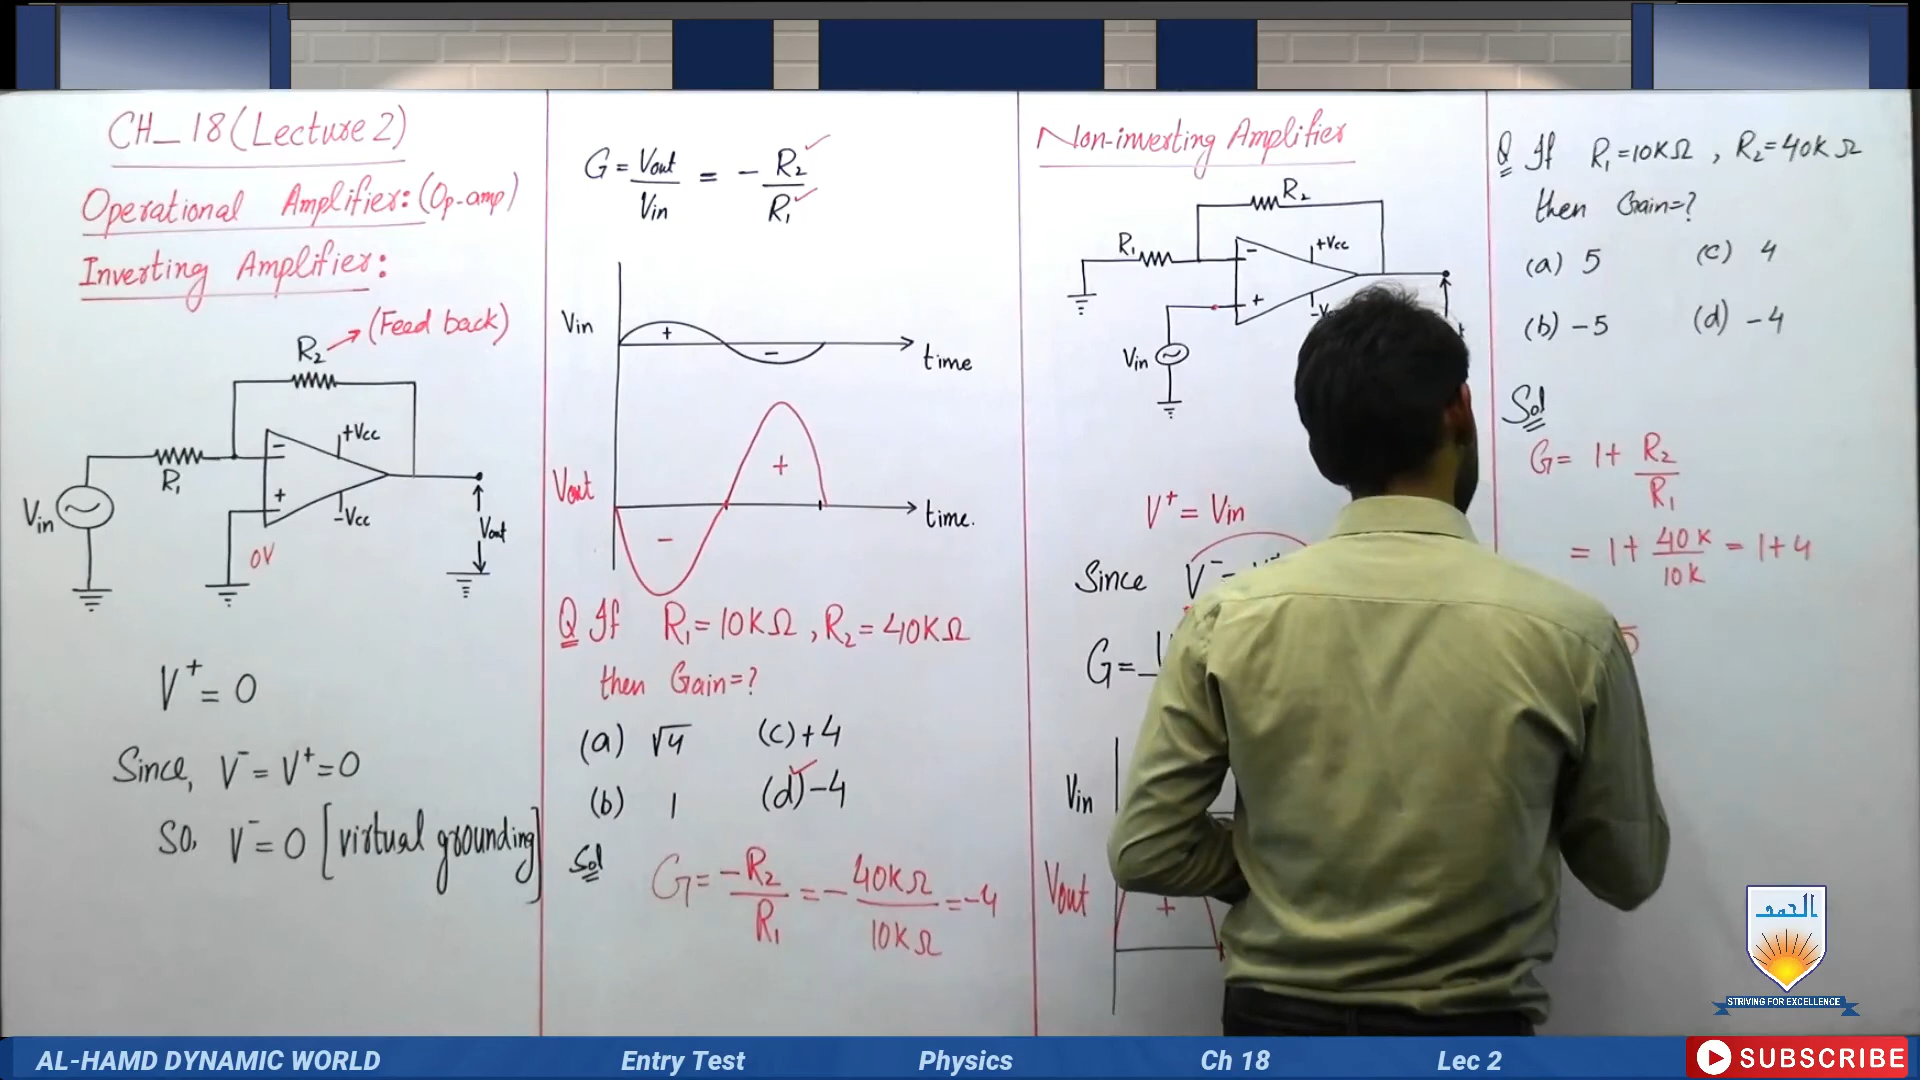 CH_18 (Lecture 2)
Operational Amplifier: (Op-amp)
Inverting Amplifier:
R₂ → (Feed back)
+Vcc
R₁
−
+
-Vcc
Vin
Vout
0V
V⁺ = 0
Since, V⁻ = V⁺ = 0
So, V⁻ = 0 [virtual grounding]
G = Vout/Vin = - R₂/R₁
Vin
+
−
time
Vout
+
−
time.
Q If R₁ = 10KΩ, R₂ = 40KΩ
then Gain=?
(a) √4 (c) +4
(b) 1 (d) -4
Sol
G = -R₂/R₁ = - 40KΩ/10KΩ = -4
Non-inverting Amplifier
R₂
R₁
−
+Vcc
+
Vin
V⁺ = Vin
Since V⁻ =
G =
Vin
Vout
+
Q If R₁ = 10KΩ, R₂ = 40KΩ
then Gain=?
(a) 5 (c) 4
(b) -5 (d) -4
Sol
G = 1 + R₂/R₁
= 1 + 40K/10K = 1 + 4
الحمد
STRIVING FOR EXCELLENCE
AL-HAMD DYNAMIC WORLD Entry Test Physics Ch 18 Lec 2 SUBSCRIBE